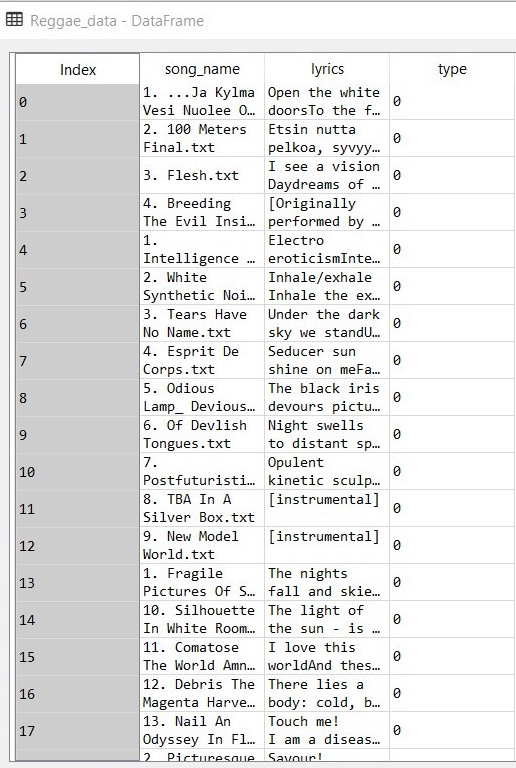 Reggae_data - DataFrame
Index song_name lyrics type
0 1. ...Ja Kylma Open the white 0
Vesi Nuolee O… doorsTo the f…
1 2. 100 Meters Etsin nutta 0
Final.txt pelkoa, syvyy…
2 3. Flesh.txt I see a vision 0
Daydreams of …
3 4. Breeding [Originally 0
The Evil Insi… performed by …
4 1. Electro 0
Intelligence … eroticismInte…
5 2. White Inhale/exhale 0
Synthetic Noi… Inhale the ex…
6 3. Tears Have Under the dark 0
No Name.txt sky we standU…
7 4. Esprit De Seducer sun 0
Corps.txt shine on meFa…
8 5. Odious The black iris 0
Lamp_ Devious… devours pictu…
9 6. Of Devlish Night swells 0
Tongues.txt to distant sp…
10 7. Opulent 0
Postfuturisti… kinetic sculp…
11 8. TBA In A [instrumental] 0
Silver Box.txt
12 9. New Model [instrumental] 0
World.txt
13 1. Fragile The nights 0
Pictures Of S… fall and skie…
14 10. Silhouette The light of 0
In White Room… the sun - is …
15 11. Comatose I love this 0
The World Amn… worldAnd thes…
16 12. Debris The There lies a 0
Magenta Harve… body: cold, b…
17 13. Nail An Touch me! 0
Odyssey In Fl… I am a diseas…
2. Picturesque Savour!